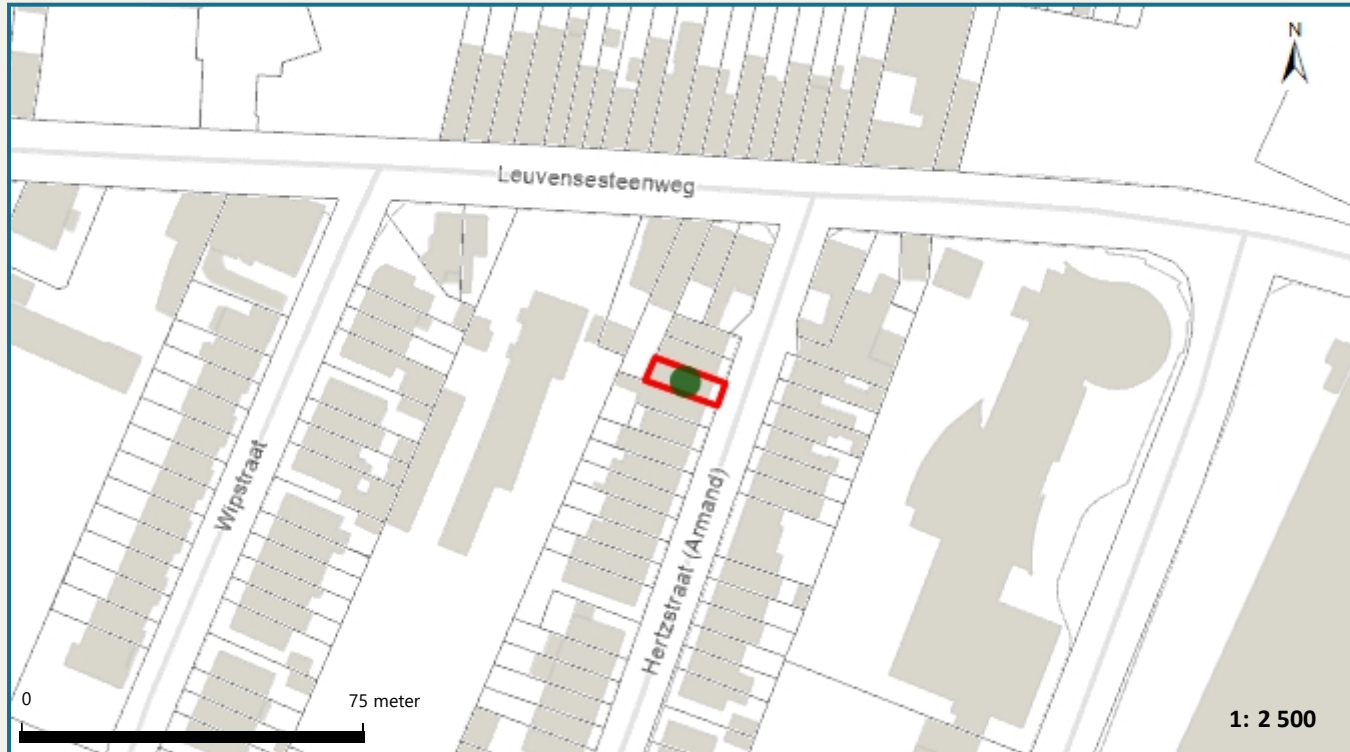 N
Leuvensesteenweg
Wipstraat
Hertzstraat (Armand)
0
75 meter
1: 2 500